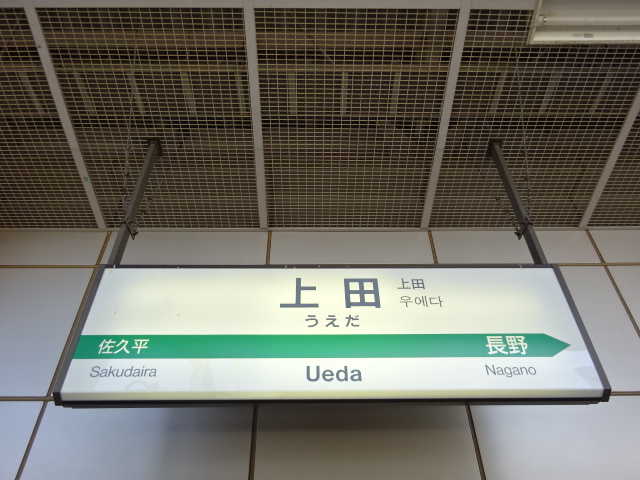 上田
上田
우에다
うえだ
佐久平
長野
Sakudaira
Ueda
Nagano